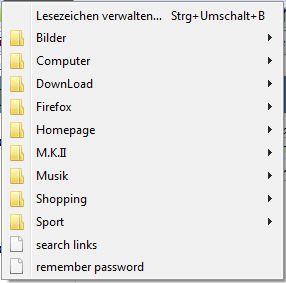 Lesezeichen verwalten... Strg+Umschalt+B
Bilder
Computer
DownLoad
Firefox
Homepage
M.K.II
Musik
Shopping
Sport
search links
remember password